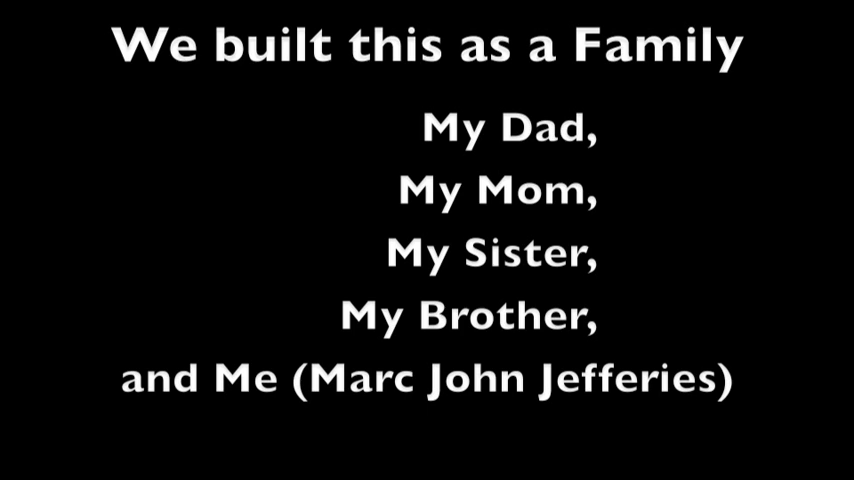 We built this as a Family
My Dad,
My Mom,
My Sister,
My Brother,
and Me (Marc John Jefferies)